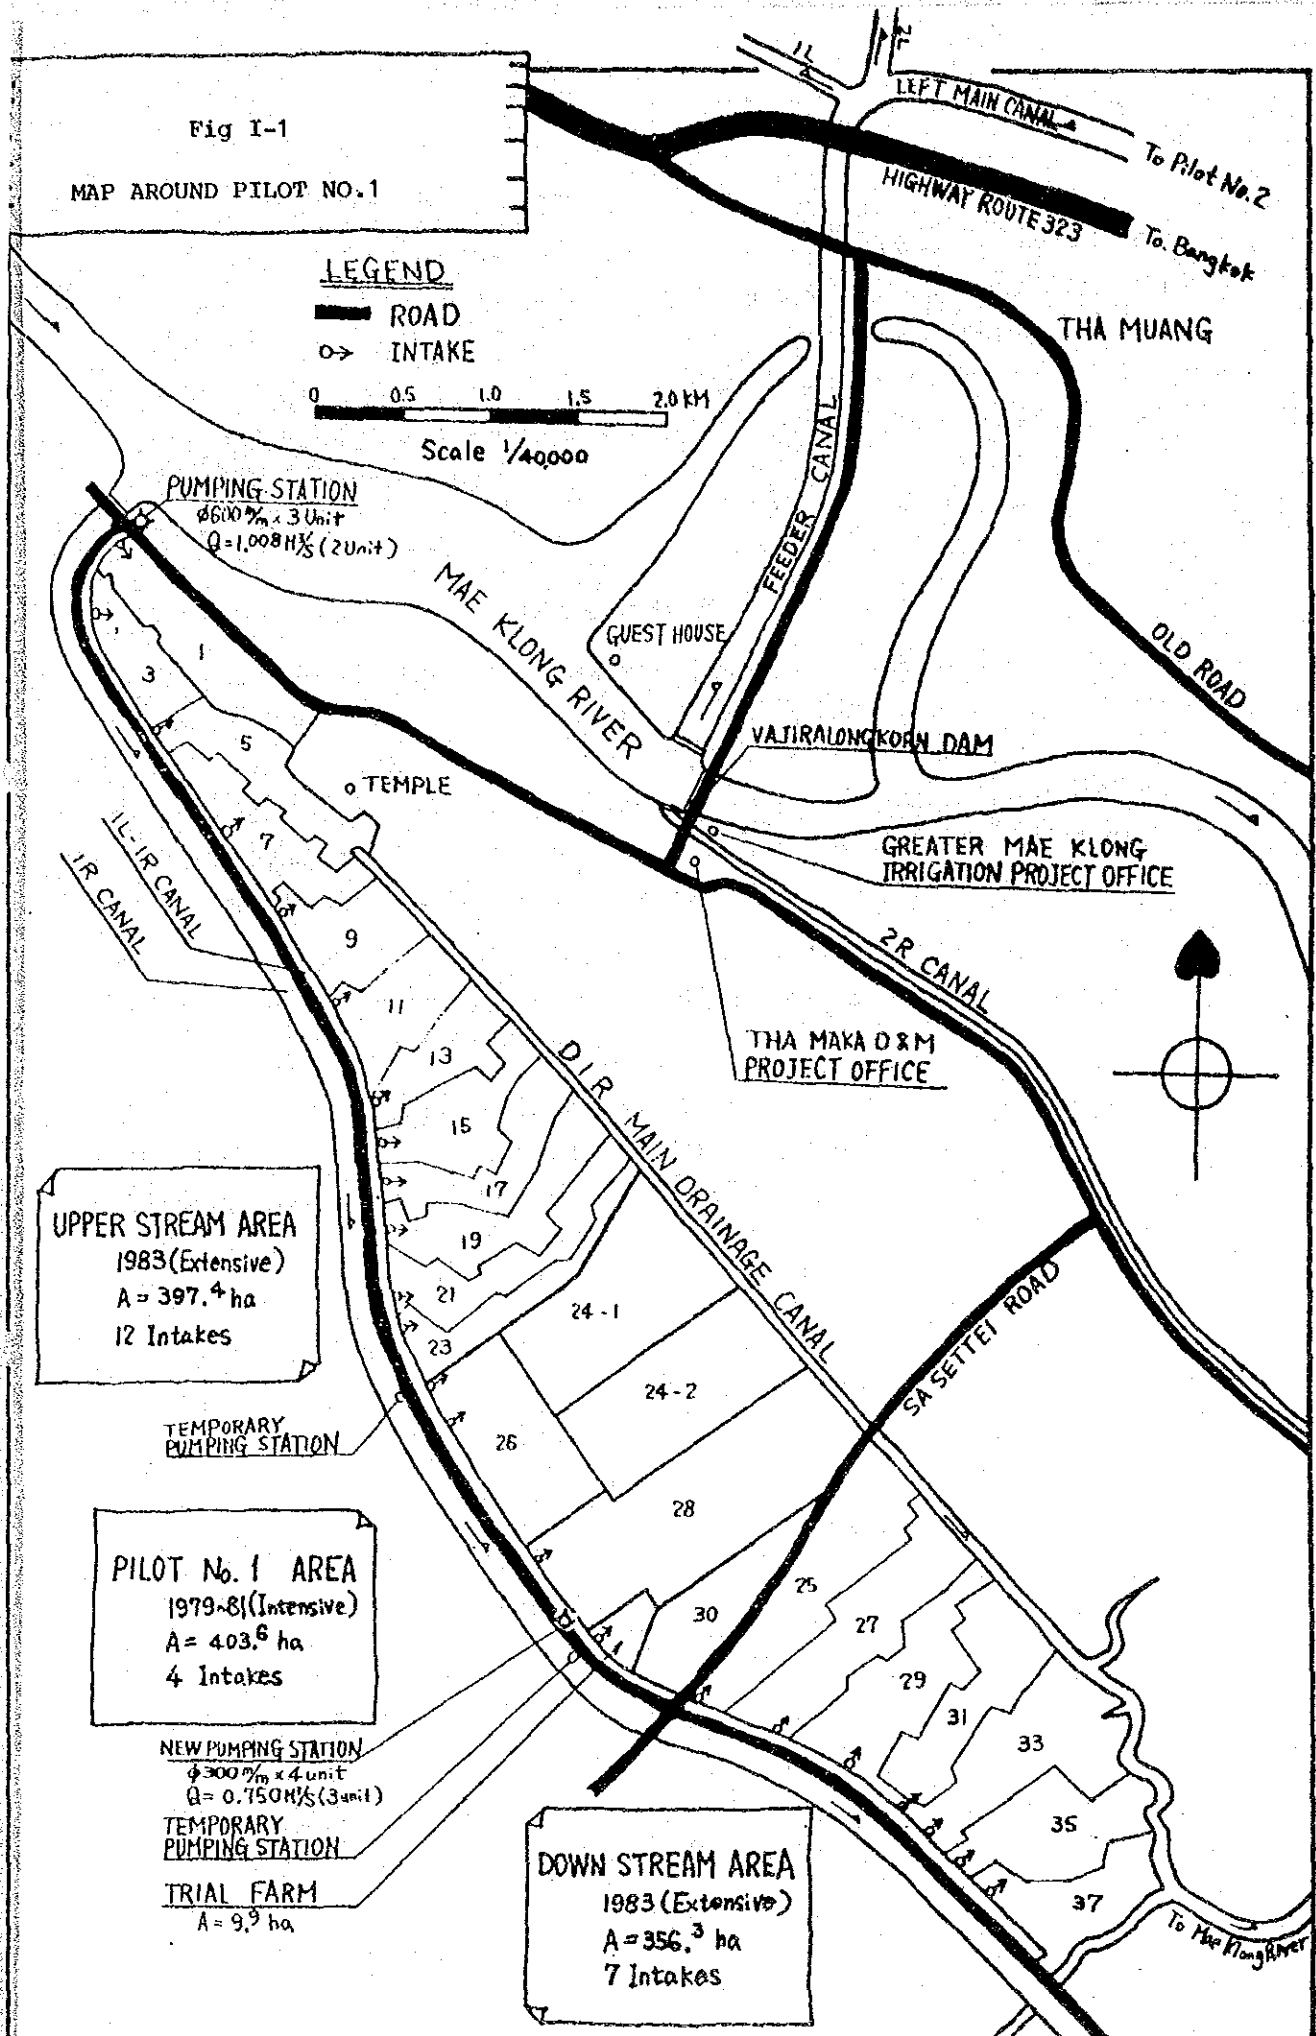 Fig I-1
MAP AROUND PILOT NO.1
1L
2L
LEFT MAIN CANAL
To Pilot No.2
HIGHWAY ROUTE 323
To. Bangkok
LEGEND
ROAD
INTAKE
0 0.5 1.0 1.5 2.0 KM
Scale 1/40,000
THA MUANG
PUMPING STATION
φ600 m/m x 3 Unit
Q=1.008 M³/S (2 Unit)
FEEDER CANAL
MAE KLONG RIVER
GUEST HOUSE
OLD ROAD
1
3
5
VAJIRALONGKORN DAM
TEMPLE
1L-1R CANAL
1R CANAL
7
GREATER MAE KLONG
IRRIGATION PROJECT OFFICE
9
2R CANAL
11
THA MAKA O&M
PROJECT OFFICE
13
D1R MAIN DRAINAGE CANAL
15
17
19
21
23
UPPER STREAM AREA
1983 (Extensive)
A = 397.4 ha
12 Intakes
24-1
SA SETTEI ROAD
24-2
TEMPORARY
PUMPING STATION
26
28
PILOT No. 1 AREA
1979~81 (Intensive)
A = 403.6 ha
4 Intakes
25
30
27
29
31
33
NEW PUMPING STATION
φ300 m/m x 4 unit
Q = 0.750 M³/S (3 unit)
TEMPORARY
PUMPING STATION
35
TRIAL FARM
A = 9.9 ha
37
DOWN STREAM AREA
1983 (Extensive)
A = 356.3 ha
7 Intakes
To Mae Klong River